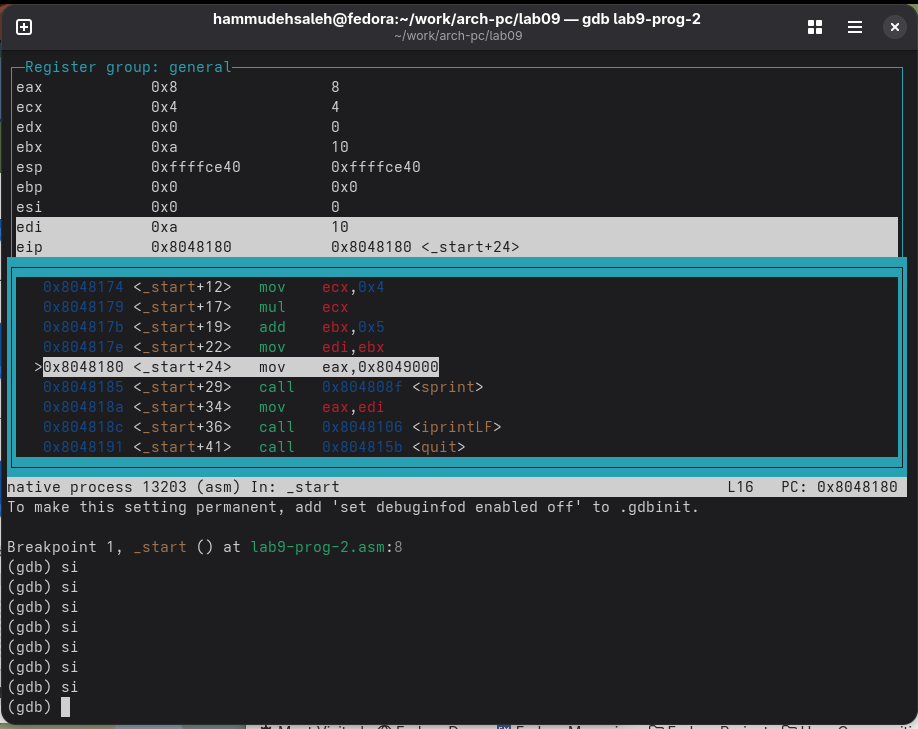 hammudehsaleh@fedora:~/work/arch-pc/lab09 — gdb lab9-prog-2
~/work/arch-pc/lab09
Register group: general
eax 0x8 8
ecx 0x4 4
edx 0x0 0
ebx 0xa 10
esp 0xffffce40 0xffffce40
ebp 0x0 0x0
esi 0x0 0
edi 0xa 10
eip 0x8048180 0x8048180 <_start+24>
0x8048174 <_start+12> mov ecx,0x4
0x8048179 <_start+17> mul ecx
0x804817b <_start+19> add ebx,0x5
0x804817e <_start+22> mov edi,ebx
>0x8048180 <_start+24> mov eax,0x8049000
0x8048185 <_start+29> call 0x804808f <sprint>
0x804818a <_start+34> mov eax,edi
0x804818c <_start+36> call 0x8048106 <iprintLF>
0x8048191 <_start+41> call 0x804815b <quit>
native process 13203 (asm) In: _start L16 PC: 0x8048180
To make this setting permanent, add 'set debuginfod enabled off' to .gdbinit.
Breakpoint 1, _start () at lab9-prog-2.asm:8
(gdb) si
(gdb) si
(gdb) si
(gdb) si
(gdb) si
(gdb) si
(gdb) si
(gdb)